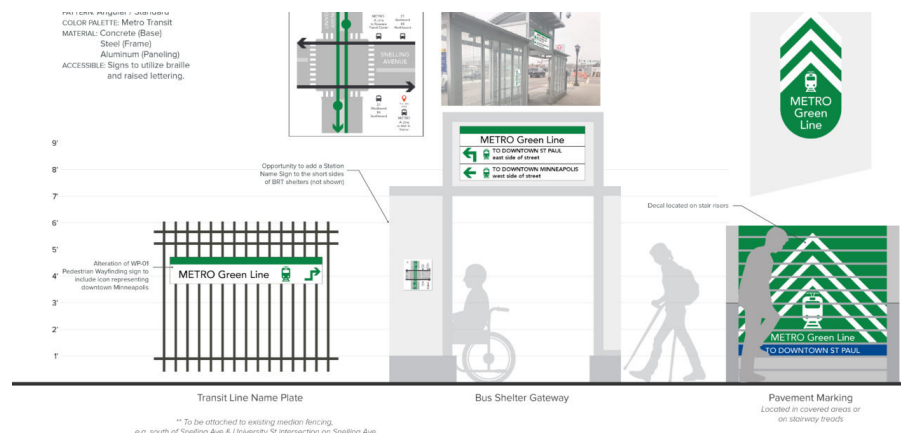 COLOR PALETTE: Metro Transit
MATERIAL: Concrete (Base)
Steel (Frame)
Aluminum (Paneling)
ACCESSIBLE: Signs to utilize braille
and raised lettering.
METRO
SNELLING
AVENUE
METRO
Green
Line
9'
8'
7'
6'
5'
4'
3'
2'
1'
Opportunity to add a Station
Name Sign to the short sides
of BRT shelters (not shown)
METRO Green Line
TO DOWNTOWN ST PAUL
east side of street
TO DOWNTOWN MINNEAPOLIS
west side of street
Decal located on stair risers
Alteration of WP-01
Pedestrian Wayfinding sign to
include icon representing
downtown Minneapolis
METRO Green Line
METRO Green Line
TO DOWNTOWN ST PAUL
Transit Line Name Plate
Bus Shelter Gateway
Pavement Marking
Located in covered areas or
on stairway treads
** To be attached to existing median fencing,
e.g. south of Snelling Ave & University St intersection on Snelling Ave